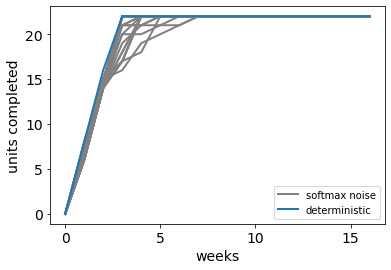 20
15
10
5
0
units completed
softmax noise
deterministic
0
5
10
15
weeks